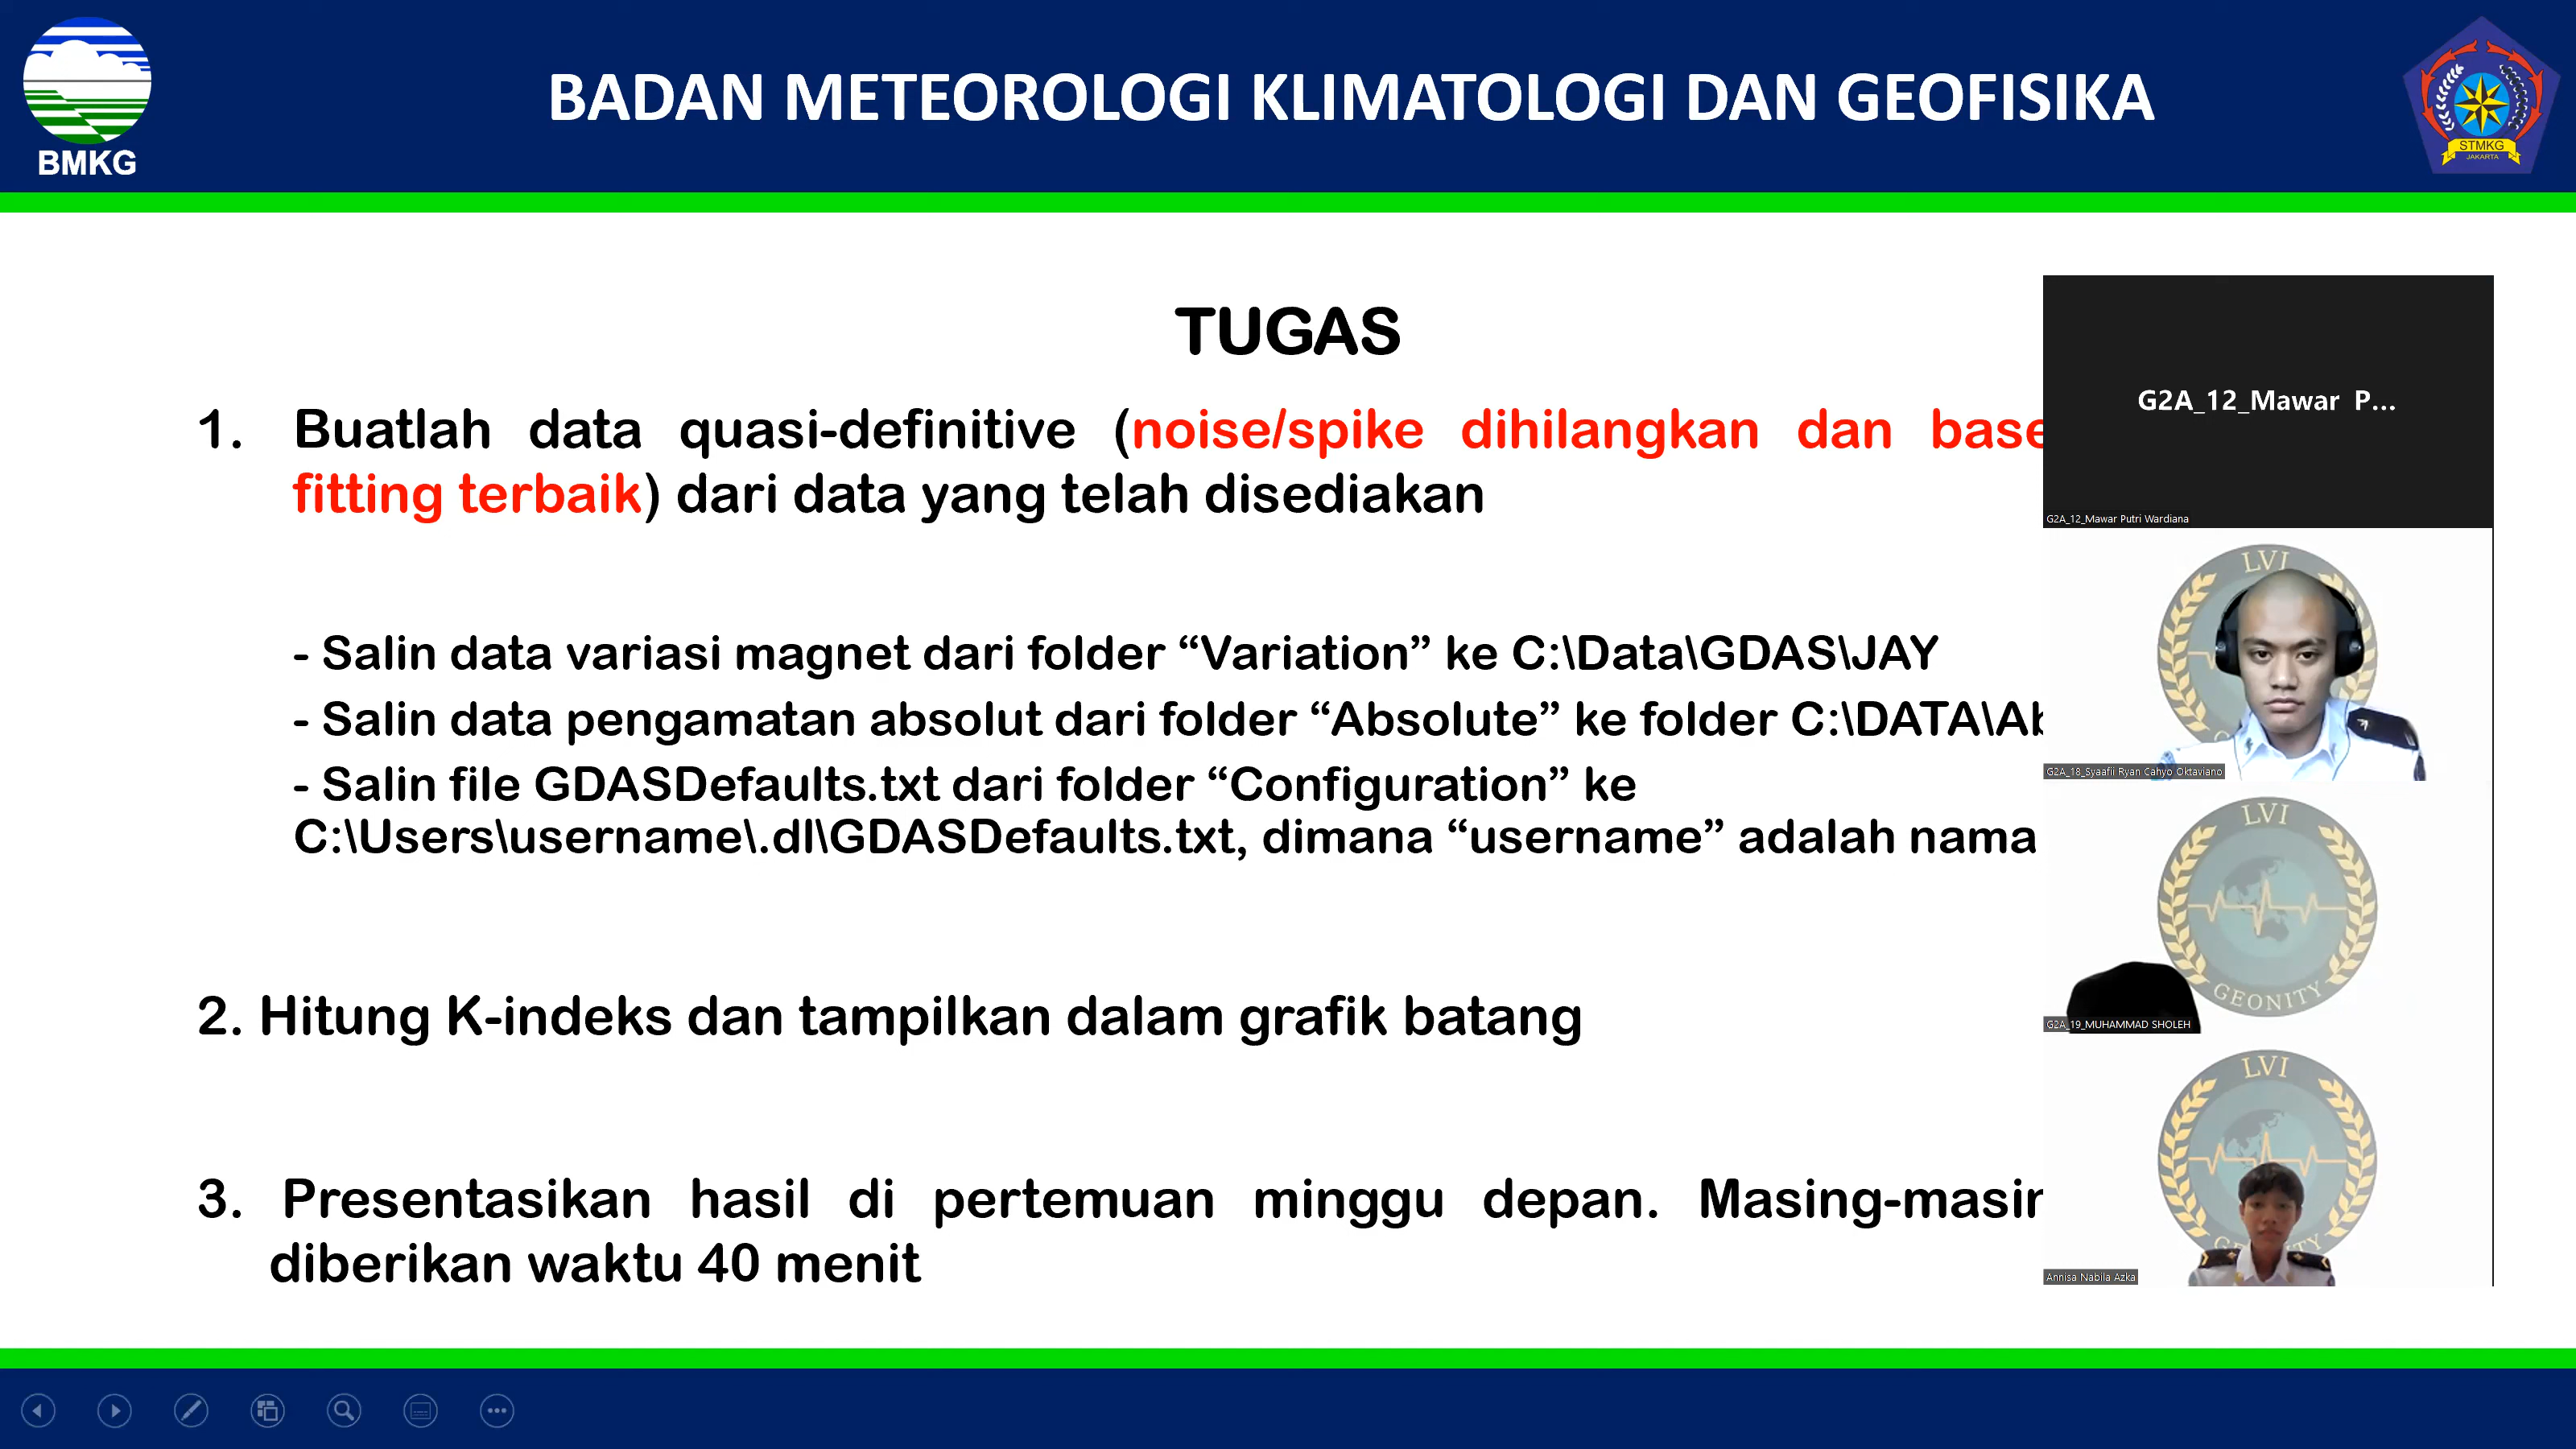 BMKG
BADAN METEOROLOGI KLIMATOLOGI DAN GEOFISIKA
STMKG
JAKARTA
TUGAS
1. Buatlah data quasi-definitive (noise/spike dihilangkan dan base
fitting terbaik) dari data yang telah disediakan
- Salin data variasi magnet dari folder “Variation” ke C:\Data\GDAS\JAY
- Salin data pengamatan absolut dari folder “Absolute” ke folder C:\DATA\Ab
- Salin file GDASDefaults.txt dari folder “Configuration” ke
C:\Users\username\.dl\GDASDefaults.txt, dimana “username” adalah nama
2. Hitung K-indeks dan tampilkan dalam grafik batang
3. Presentasikan hasil di pertemuan minggu depan. Masing-masin
diberikan waktu 40 menit
G2A_12_Mawar P...
G2A_12_Mawar Putri Wardiana
LVI
G2A_18_Syaafii Ryan Cahyo Oktaviano
LVI
GEONITY
G2A_19_MUHAMMAD SHOLEH
LVI
Annisa Nabila Azka